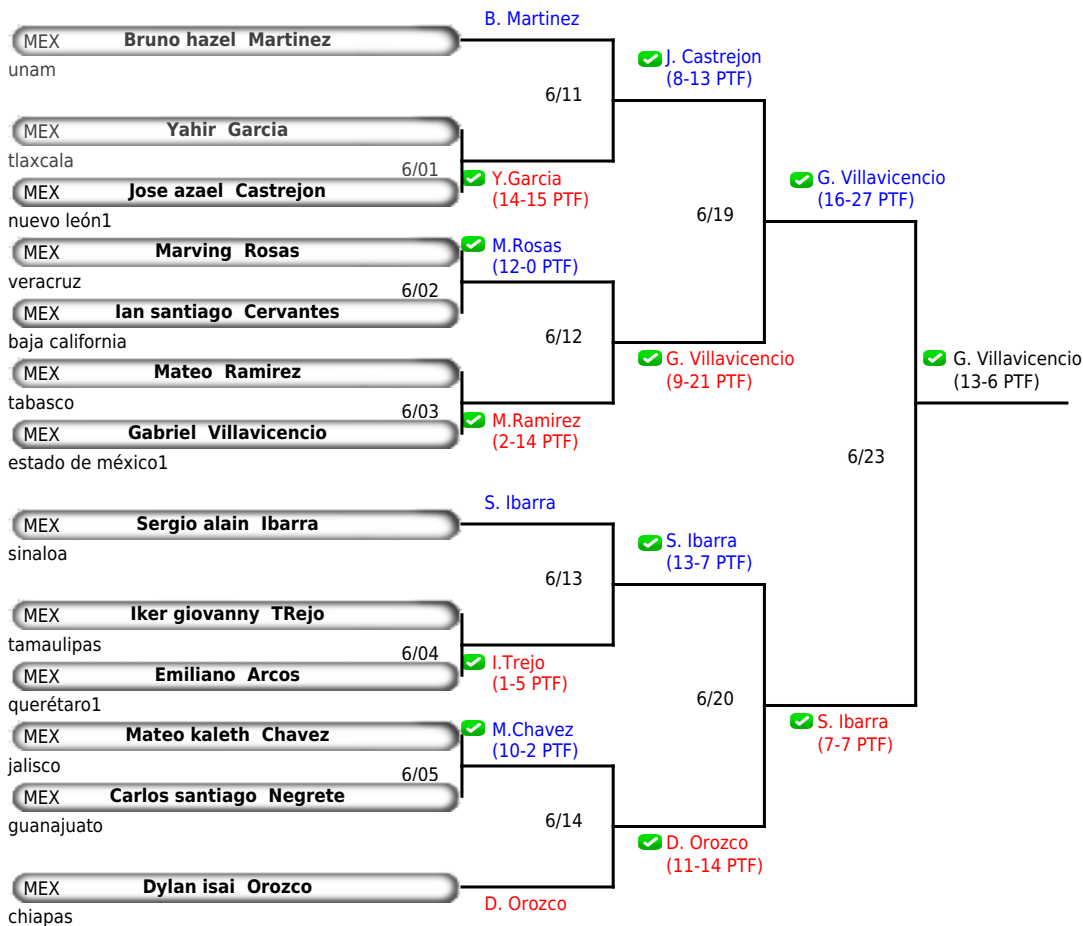 B. Martinez
MEX Bruno hazel Martinez
unam
J. Castrejon
(8-13 PTF)
6/11
MEX Yahir Garcia
tlaxcala
6/01
MEX Jose azael Castrejon
nuevo león1
Y.Garcia
(14-15 PTF)
G. Villavicencio
(16-27 PTF)
6/19
MEX Marving Rosas
veracruz
M.Rosas
(12-0 PTF)
6/02
MEX Ian santiago Cervantes
baja california
6/12
MEX Mateo Ramirez
tabasco
G. Villavicencio
(9-21 PTF)
6/03
MEX Gabriel Villavicencio
estado de méxico1
M.Ramirez
(2-14 PTF)
G. Villavicencio
(13-6 PTF)
6/23
S. Ibarra
MEX Sergio alain Ibarra
sinaloa
S. Ibarra
(13-7 PTF)
6/13
MEX Iker giovanny TRejo
tamaulipas
6/04
MEX Emiliano Arcos
querétaro1
I.Trejo
(1-5 PTF)
6/20
MEX Mateo kaleth Chavez
jalisco
M.Chavez
(10-2 PTF)
S. Ibarra
(7-7 PTF)
6/05
MEX Carlos santiago Negrete
guanajuato
6/14
D. Orozco
(11-14 PTF)
MEX Dylan isai Orozco
chiapas
D. Orozco